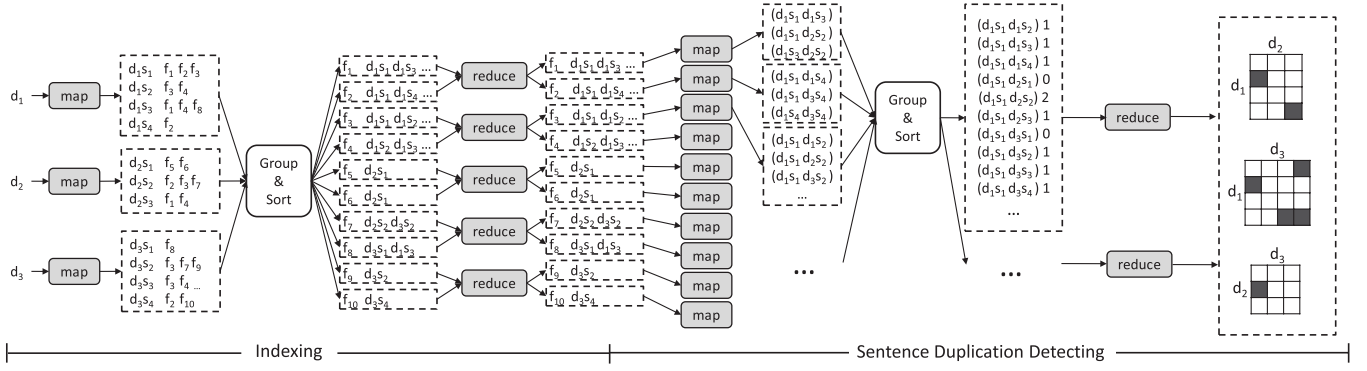 d1
map
d1s1 f1 f2 f3
d1s2 f3 f4
d1s3 f1 f4 f8
d1s4 f2
d2
map
d2s1 f5 f6
d2s2 f2 f3 f7
d2s3 f1 f4
d3
map
d3s1 f8
d3s2 f3 f7 f9
d3s3 f3 f4 ...
d3s4 f2 f10
Group
&
Sort
f1 d1s1 d1s3 ...
f2 d1s1 d1s4 ...
f3 d1s1 d1s2 ...
f4 d1s2 d1s3 ...
f5 d2s1
f6 d2s1
f7 d2s2 d3s2
f8 d3s1 d1s3
f9 d3s2
f10 d3s4
reduce
reduce
reduce
reduce
reduce
f1 d1s1 d1s3 ...
f2 d1s1 d1s4 ...
f3 d1s1 d1s2 ...
f4 d1s2 d1s3 ...
f5 d2s1
f6 d2s1
f7 d2s2 d3s2
f8 d3s1 d1s3
f9 d3s2
f10 d3s4
map
map
map
map
map
map
map
map
map
map
(d1s1 d1s3)
(d1s1 d2s2)
(d1s3 d2s2)
(d1s1 d1s4)
(d1s1 d3s4)
(d1s4 d3s4)
(d1s1 d1s2)
(d1s1 d2s2)
(d1s1 d3s2)
...
...
Group
&
Sort
(d1s1 d1s2) 1
(d1s1 d1s3) 1
(d1s1 d1s4) 1
(d1s1 d2s1) 0
(d1s1 d2s2) 2
(d1s1 d2s3) 1
(d1s1 d3s1) 0
(d1s1 d3s2) 1
(d1s1 d3s3) 1
(d1s1 d3s4) 1
...
...
reduce
reduce
d2
d1
d3
d1
d3
d2
Indexing
Sentence Duplication Detecting